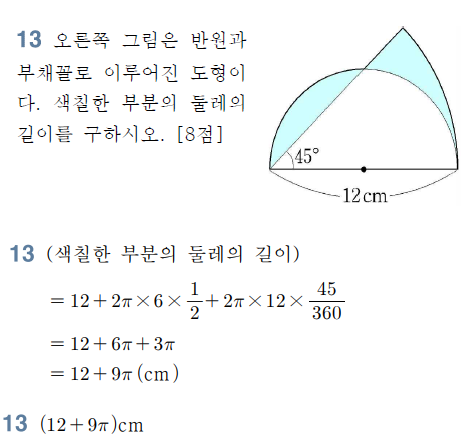 13 오른쪽 그림은 반원과
부채꼴로 이루어진 도형이
다. 색칠한 부분의 둘레의
길이를 구하시오. [8점]
45°
12 cm
13 (색칠한 부분의 둘레의 길이)
= 12 + 2π × 6 × 1/2 + 2π × 12 × 45/360
= 12 + 6π + 3π
= 12 + 9π (cm)
13 (12 + 9π)cm